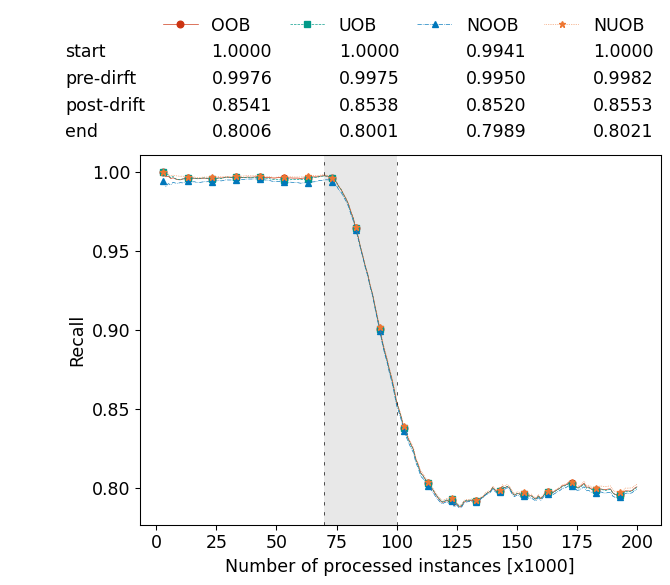 OOB UOB NOOB NUOB
start 1.0000 1.0000 0.9941 1.0000
pre-dirft 0.9976 0.9975 0.9950 0.9982
post-drift 0.8541 0.8538 0.8520 0.8553
end 0.8006 0.8001 0.7989 0.8021
1.00
0.95
0.90
0.85
0.80
Recall
0 25 50 75 100 125 150 175 200
Number of processed instances [x1000]